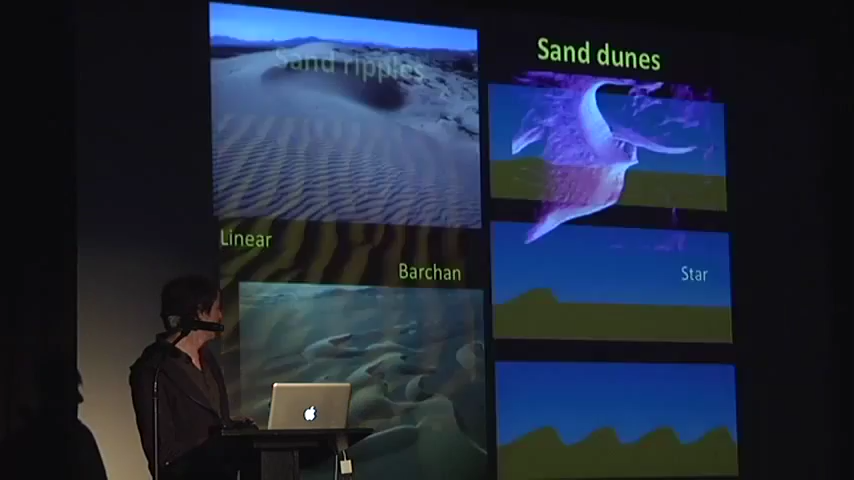 Sand ripples
Sand dunes
Linear
Barchan
Star